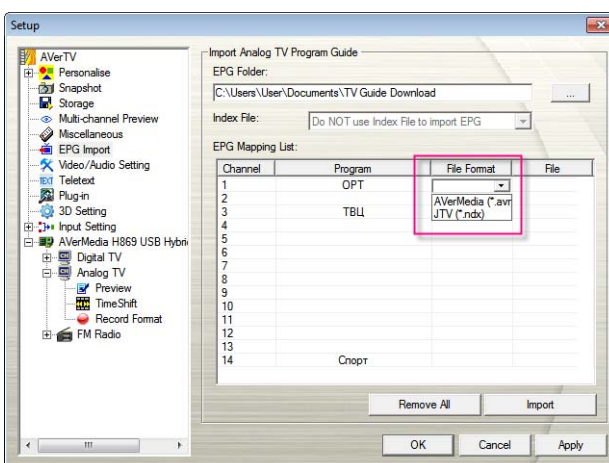 Setup
AVerTV
Personalise
Snapshot
Storage
Multi-channel Preview
Miscellaneous
EPG Import
Video/Audio Setting
TEXT Teletext
Plug-in
3D Setting
Input Setting
AVerMedia H869 USB Hybri
Digital TV
Analog TV
Preview
TimeShift
Record Format
FM Radio
Import Analog TV Program Guide
EPG Folder:
C:\Users\User\Documents\TV Guide Download
...
Index File:
Do NOT use Index File to import EPG
EPG Mapping List:
Channel Program File Format File
1 ОРТ
AVerMedia (*.avr
2
JTV (*.ndx)
3 ТВЦ
4
5
6
7
8
9
10
11
12
13
14 Спорт
Remove All Import
OK Cancel Apply